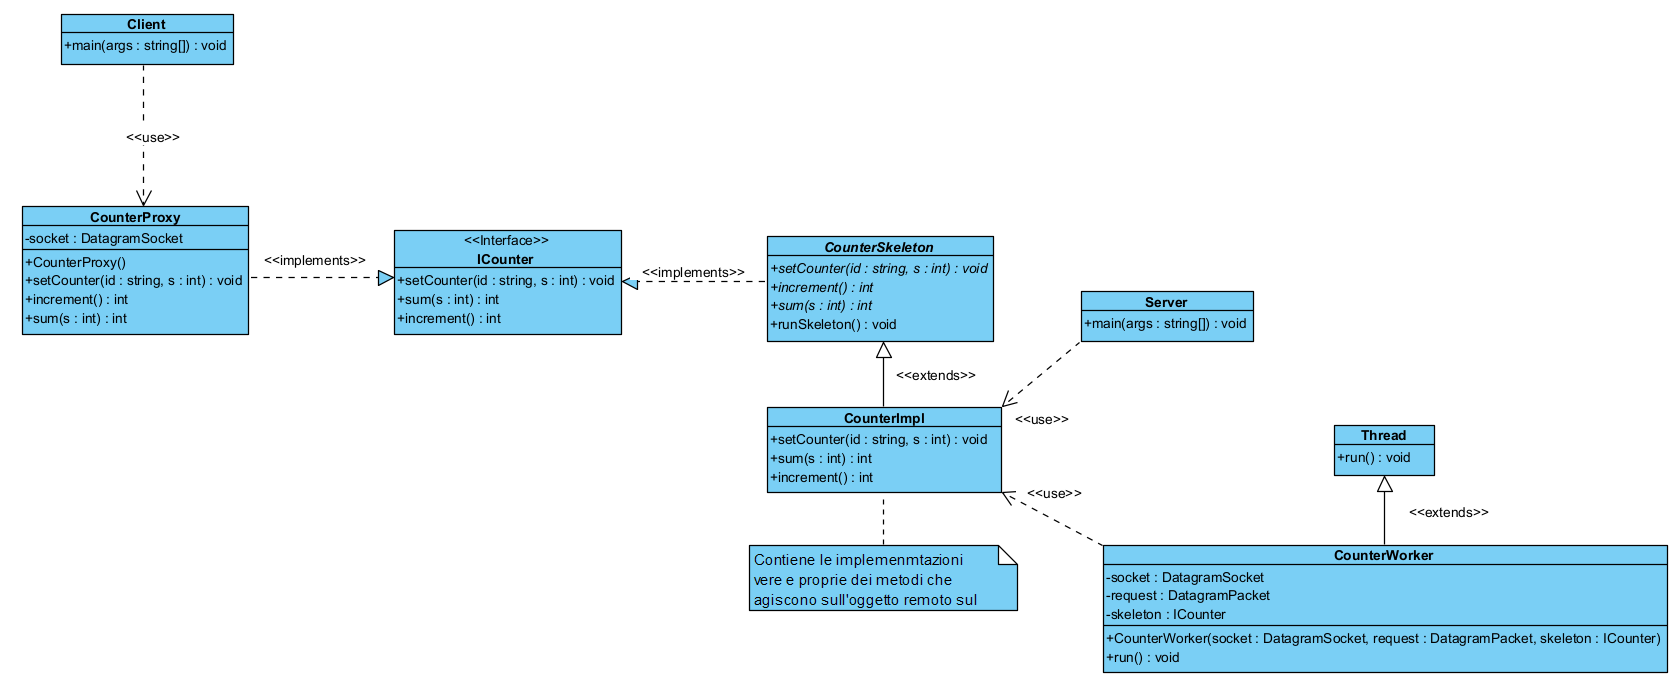 Client
+main(args : string[]) : void
<<use>>
CounterProxy
-socket : DatagramSocket
+CounterProxy()
+setCounter(id : string, s : int) : void
+increment() : int
+sum(s : int) : int
<<implements>>
<<Interface>>
ICounter
+setCounter(id : string, s : int) : void
+sum(s : int) : int
+increment() : int
<<implements>>
CounterSkeleton
+setCounter(id : string, s : int) : void
+increment() : int
+sum(s : int) : int
+runSkeleton() : void
<<extends>>
Server
+main(args : string[]) : void
<<use>>
CounterImpl
+setCounter(id : string, s : int) : void
+sum(s : int) : int
+increment() : int
<<use>>
Contiene le implemenmtazioni
vere e proprie dei metodi che
agiscono sull'oggetto remoto sul
Thread
+run() : void
<<extends>>
CounterWorker
-socket : DatagramSocket
-request : DatagramPacket
-skeleton : ICounter
+CounterWorker(socket : DatagramSocket, request : DatagramPacket, skeleton : ICounter)
+run() : void